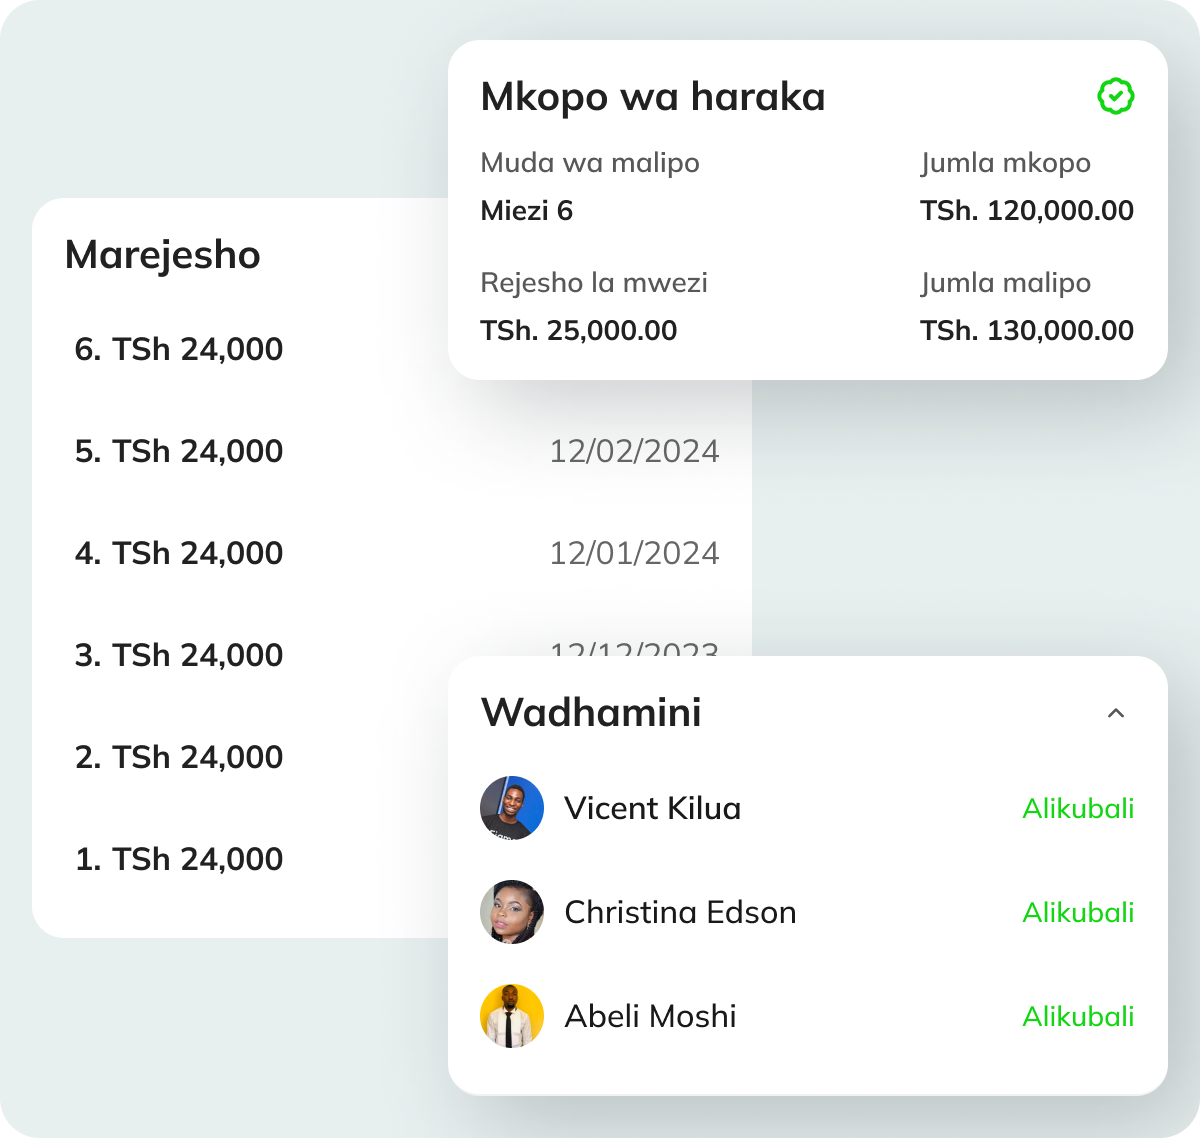 Mkopo wa haraka
Muda wa malipo
Jumla mkopo
Miezi 6
TSh. 120,000.00
Rejesho la mwezi
Jumla malipo
TSh. 25,000.00
TSh. 130,000.00
Marejesho
6. TSh 24,000
5. TSh 24,000
12/02/2024
4. TSh 24,000
12/01/2024
3. TSh 24,000
12/12/2023
2. TSh 24,000
1. TSh 24,000
Wadhamini
Vicent Kilua
Alikubali
Christina Edson
Alikubali
Abeli Moshi
Alikubali